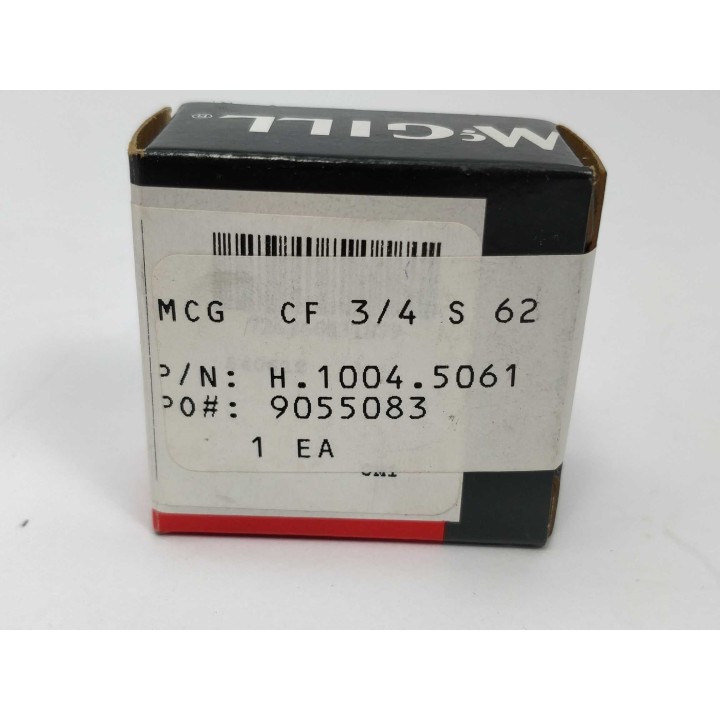 McGILL®
MCG CF 3/4 S 62
P/N: H.1004.5061
PO#: 9055083
1 EA